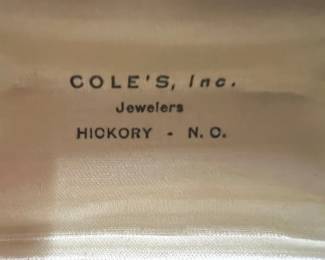 COLE'S, Inc.
Jewelers
HICKORY - N. C.